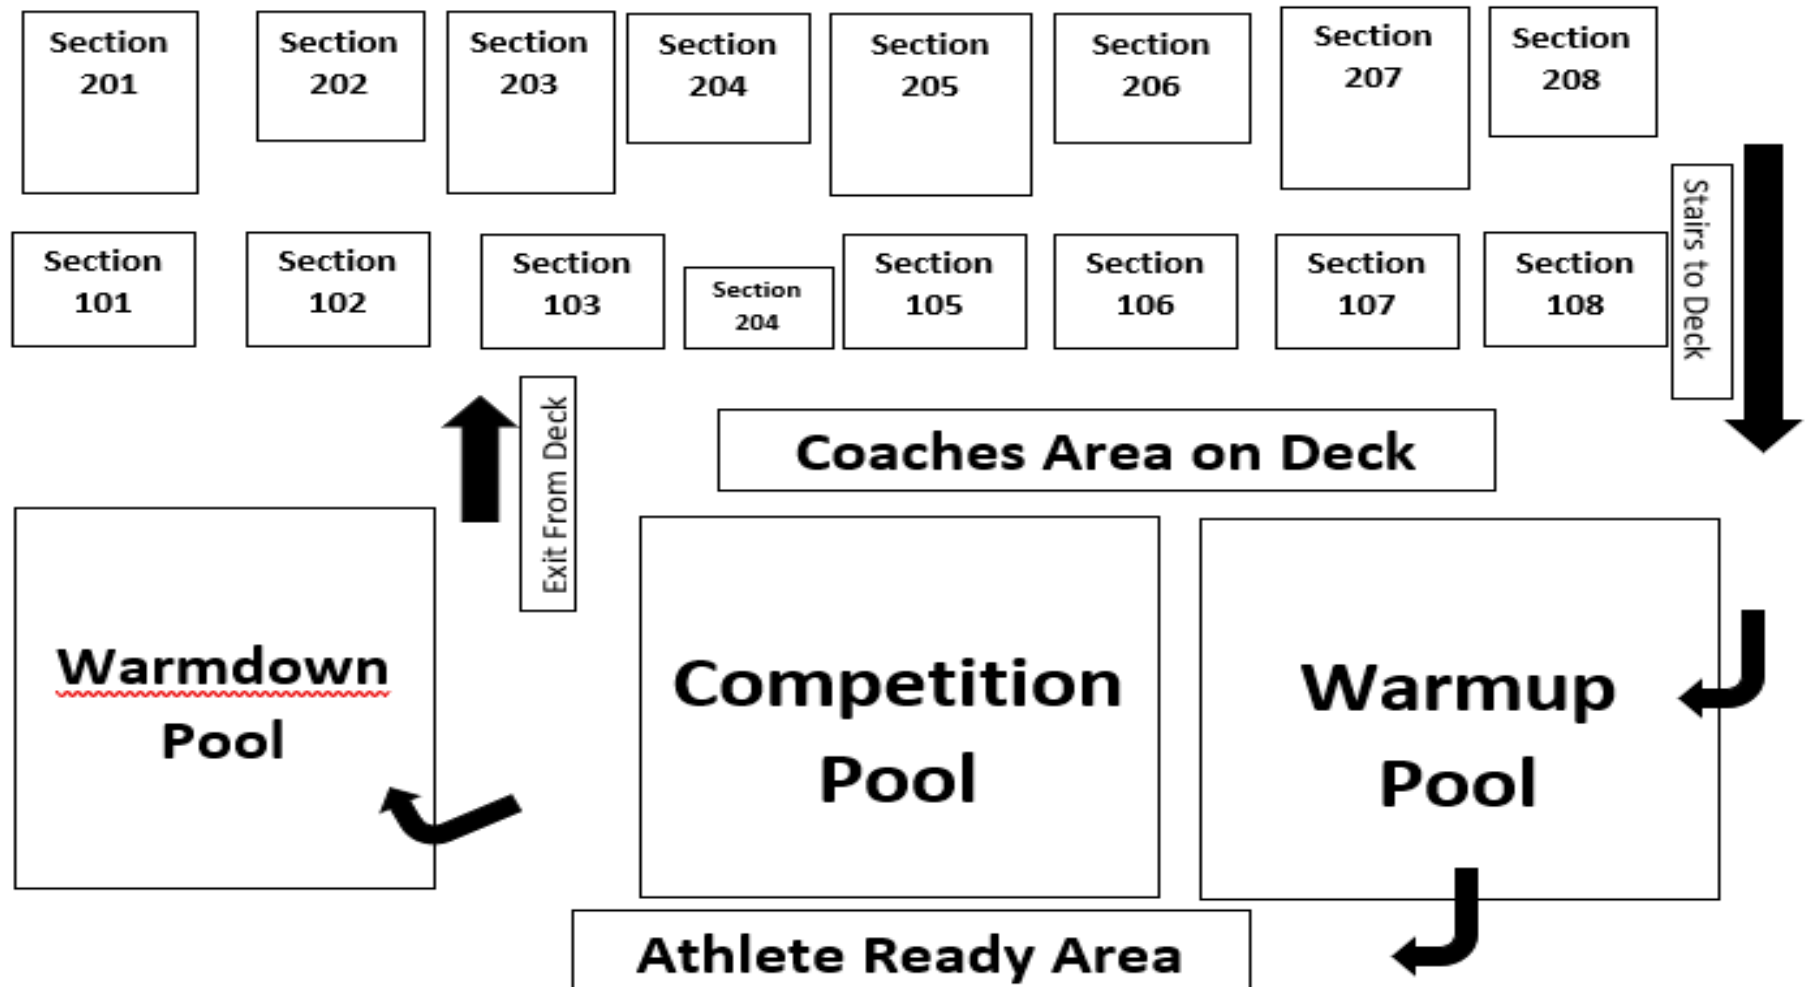 Section
201
Section
202
Section
203
Section
204
Section
205
Section
206
Section
207
Section
208
Section
101
Section
102
Section
103
Section
204
Section
105
Section
106
Section
107
Section
108
Stairs to Deck
Exit From Deck
Coaches Area on Deck
Warmdown
Pool
Competition
Pool
Warmup
Pool
Athlete Ready Area